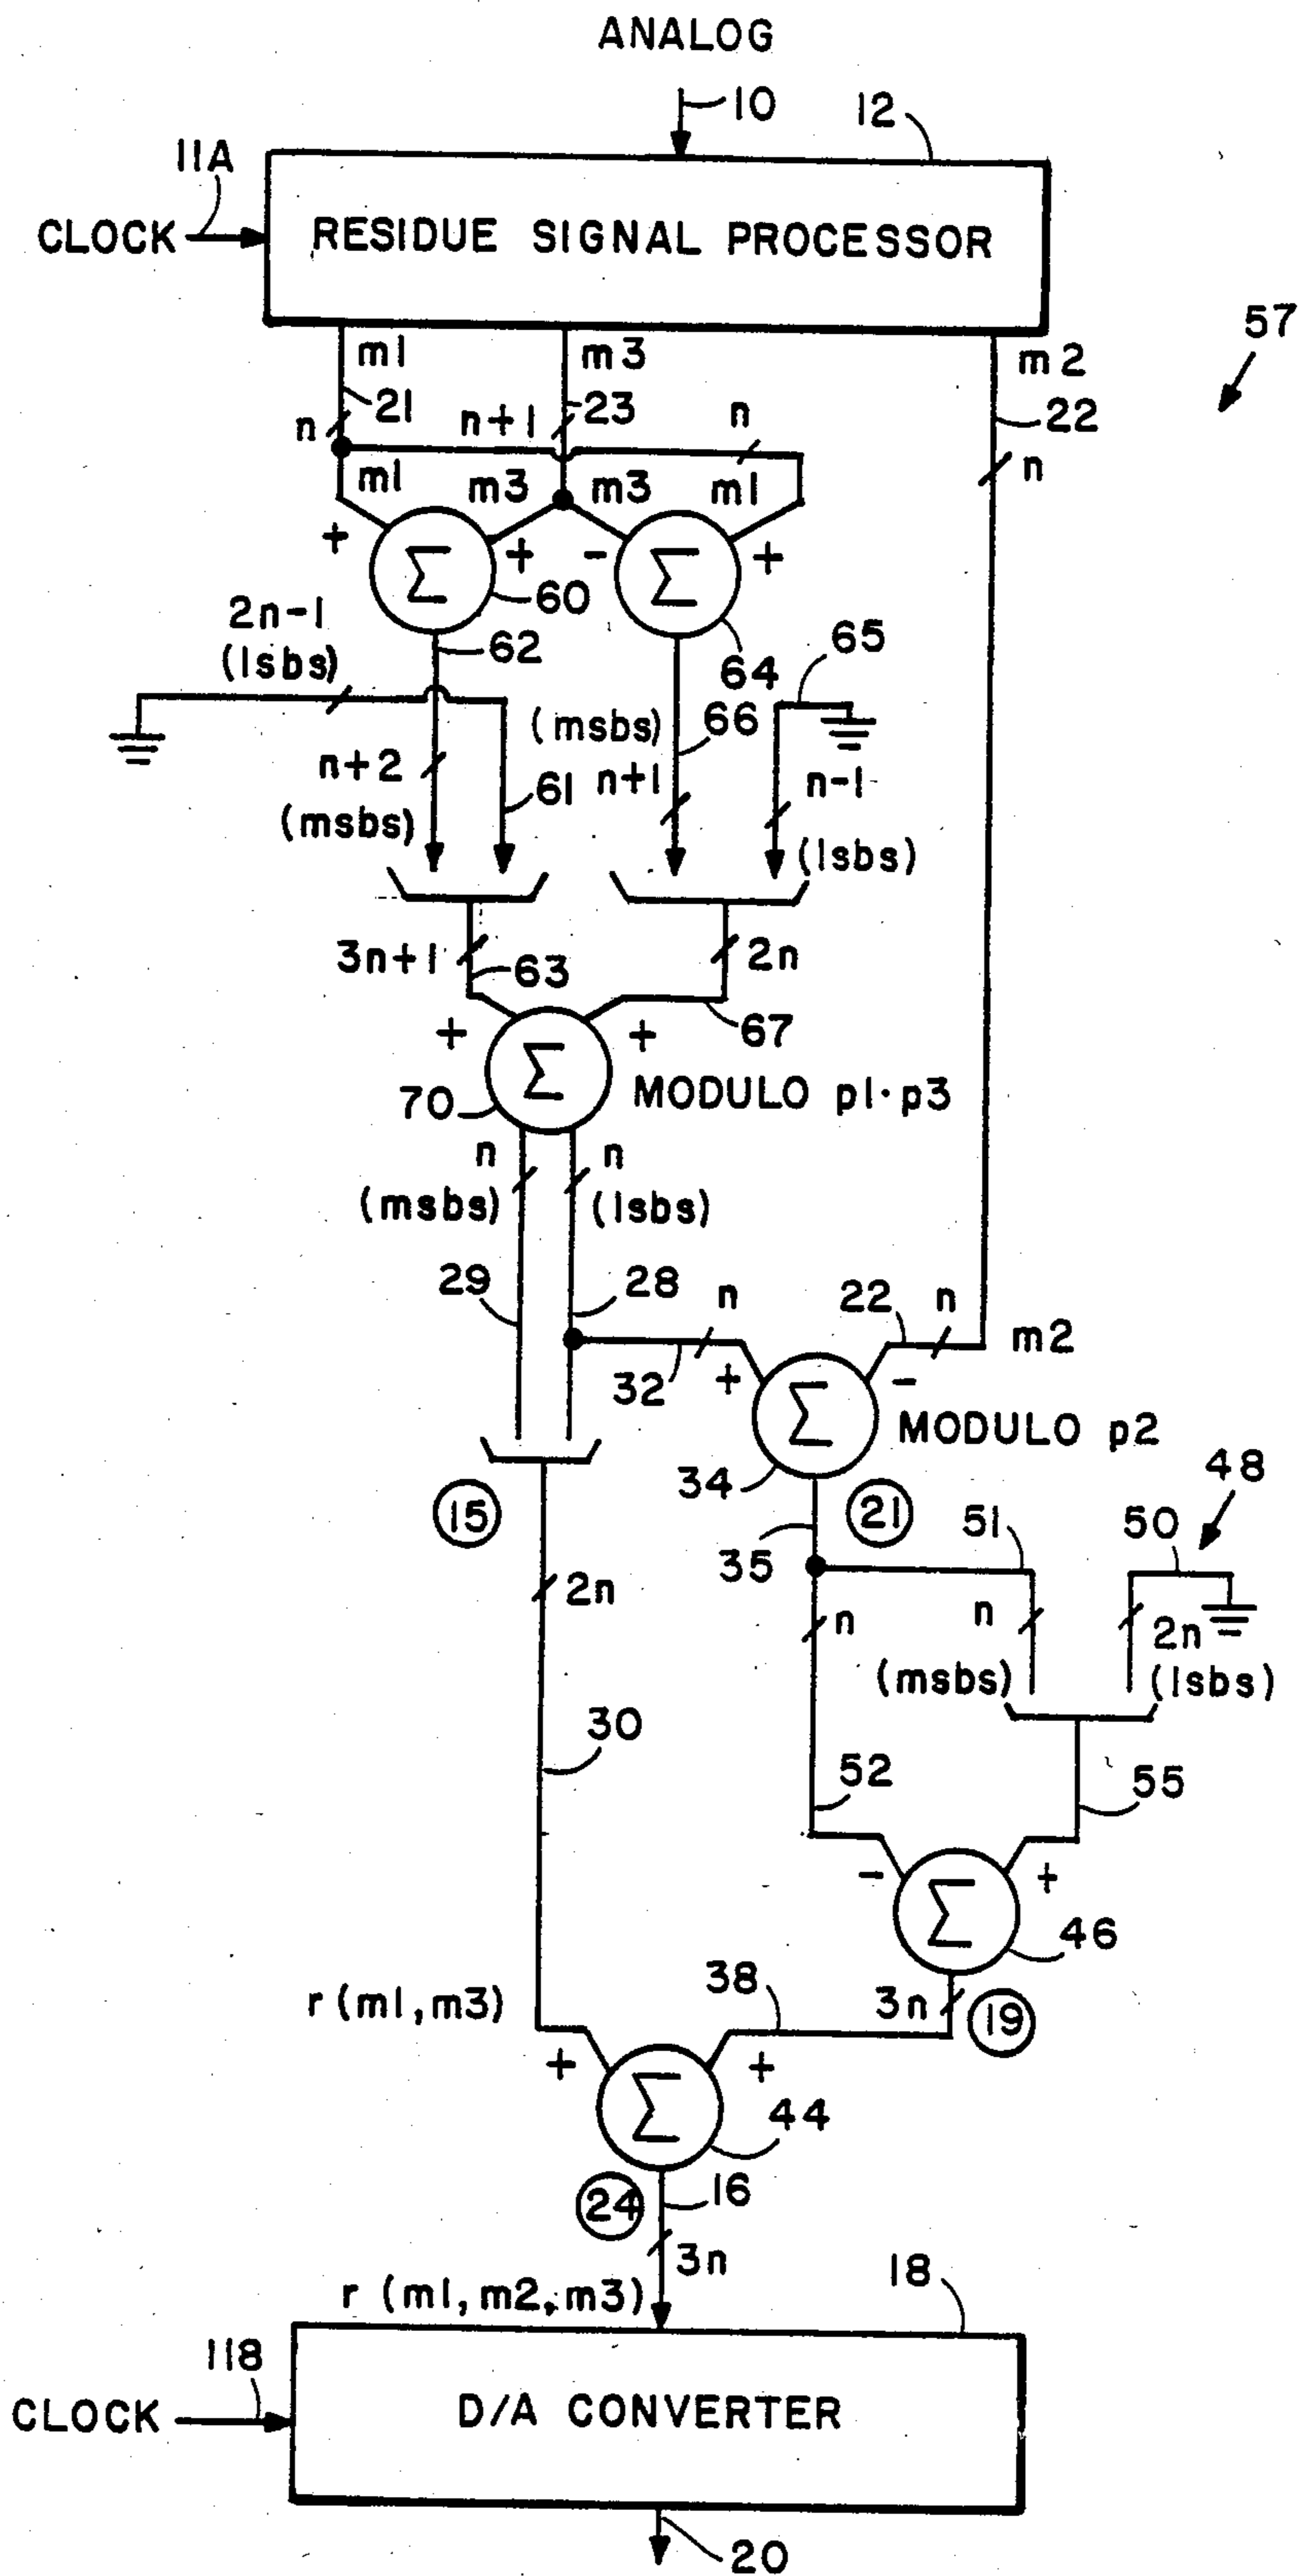 ANALOG
10
12
11A
CLOCK
RESIDUE SIGNAL PROCESSOR
57
m1
m3
m2
21
n+1
23
n
22
n
n
m1
m3
m3
m1
+
Σ
+
-
Σ
+
60
2n-1
(lsbs)
62
64
65
(msbs)
66
n+2
(msbs)
61
n+1
n-1
(lsbs)
3n+1
63
2n
67
+
Σ
+
70
MODULO p1·p3
n
(msbs)
n
(lsbs)
29
28
n
22
n
m2
32
+
Σ
-
MODULO p2
34
48
15
21
35
51
50
2n
n
n
2n
(msbs)
(lsbs)
30
52
55
-
Σ
+
46
38
3n
19
r(m1,m3)
+
Σ
+
44
24
16
3n
r (m1,m2,m3)
18
118
CLOCK
D/A CONVERTER
20